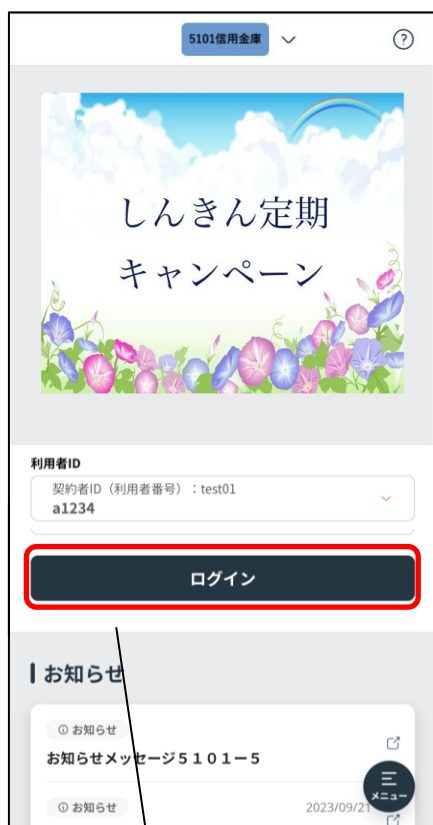 5101信用金庫
しんきん定期
キャンペーン
利用者ID
契約者ID（利用者番号）：test01
a1234
ログイン
お知らせ
お知らせ
お知らせメッセージ５１０１－５
メニュー
お知らせ
2023/09/21